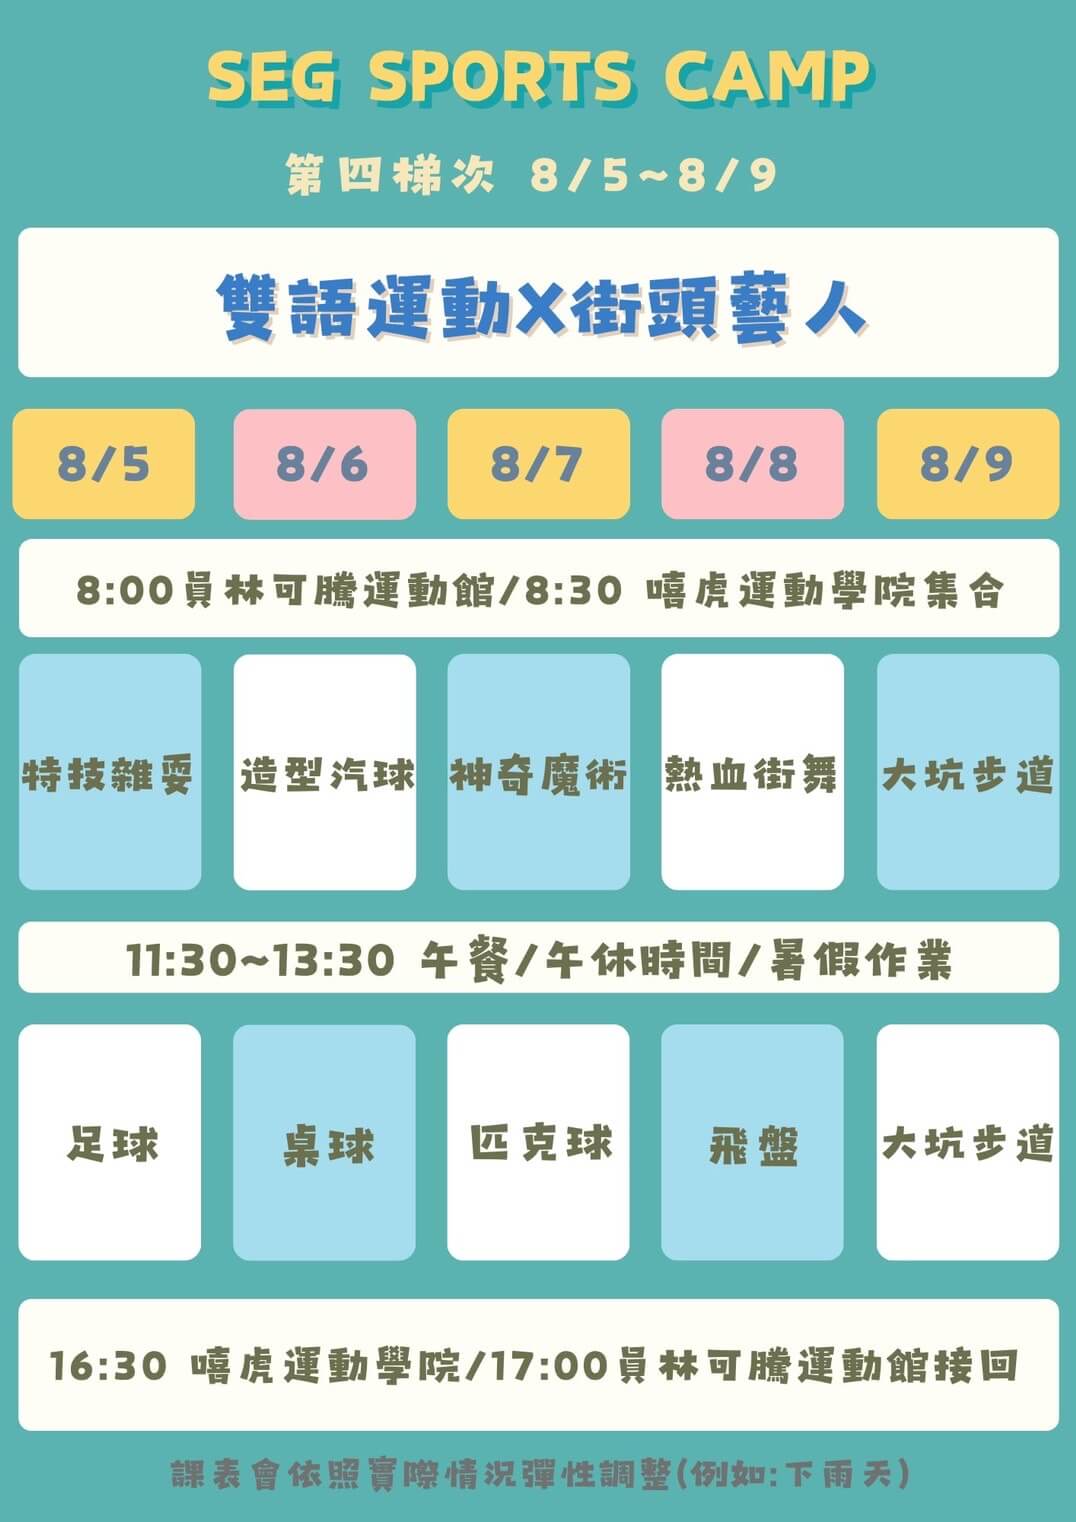 SEG SPORTS CAMP
第四梯次 8/5~8/9
雙語運動X街頭藝人
8/5 8/6 8/7 8/8 8/9
8:00員林可騰運動館/8:30 嘻虎運動學院集合
特技雜耍 造型汽球 神奇魔術 熱血街舞 大坑步道
11:30~13:30 午餐/午休時間/暑假作業
足球 桌球 匹克球 飛盤 大坑步道
16:30 嘻虎運動學院/17:00員林可騰運動館接回
課表會依照實際情況彈性調整(例如:下雨天)